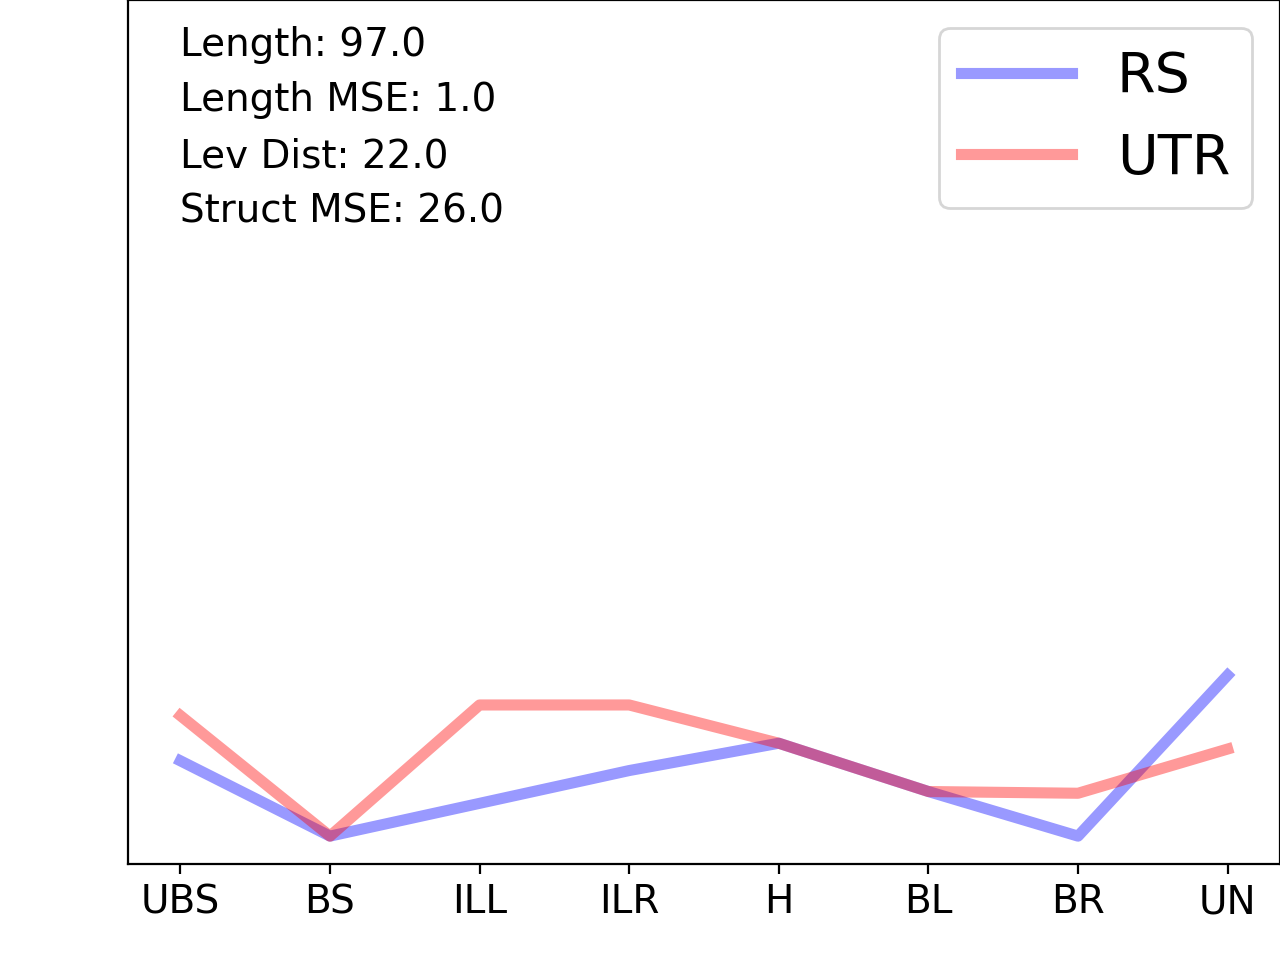 Length: 97.0
Length MSE: 1.0
Lev Dist: 22.0
Struct MSE: 26.0
RS
UTR
UBS BS ILL ILR H BL BR UN